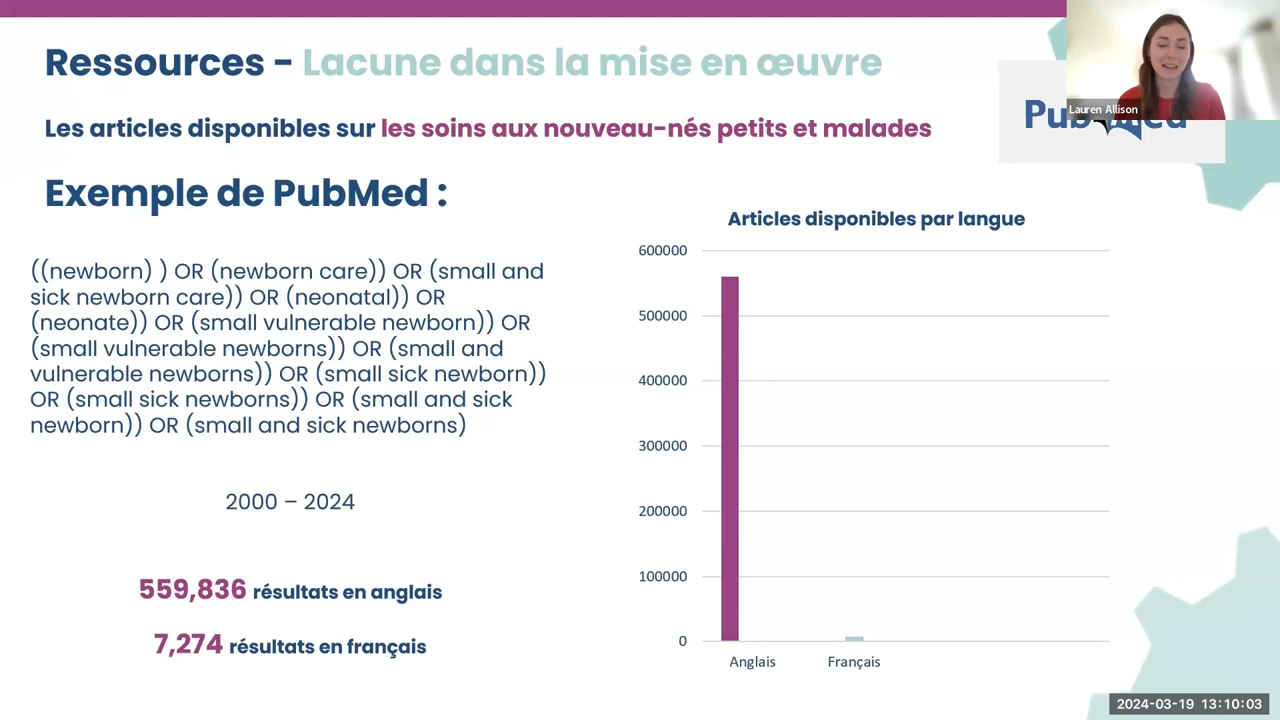 Ressources - Lacune dans la mise en œuvre
Les articles disponibles sur les soins aux nouveau-nés petits et malades
Lauren Allison
Exemple de PubMed :
((newborn) ) OR (newborn care)) OR (small and
sick newborn care)) OR (neonatal)) OR
(neonate)) OR (small vulnerable newborn)) OR
(small vulnerable newborns)) OR (small and
vulnerable newborns)) OR (small sick newborn))
OR (small sick newborns)) OR (small and sick
newborn)) OR (small and sick newborns)
2000 – 2024
559,836 résultats en anglais
7,274 résultats en français
Articles disponibles par langue
600000
500000
400000
300000
200000
100000
0
Anglais
Français
2024-03-19 13:10:03